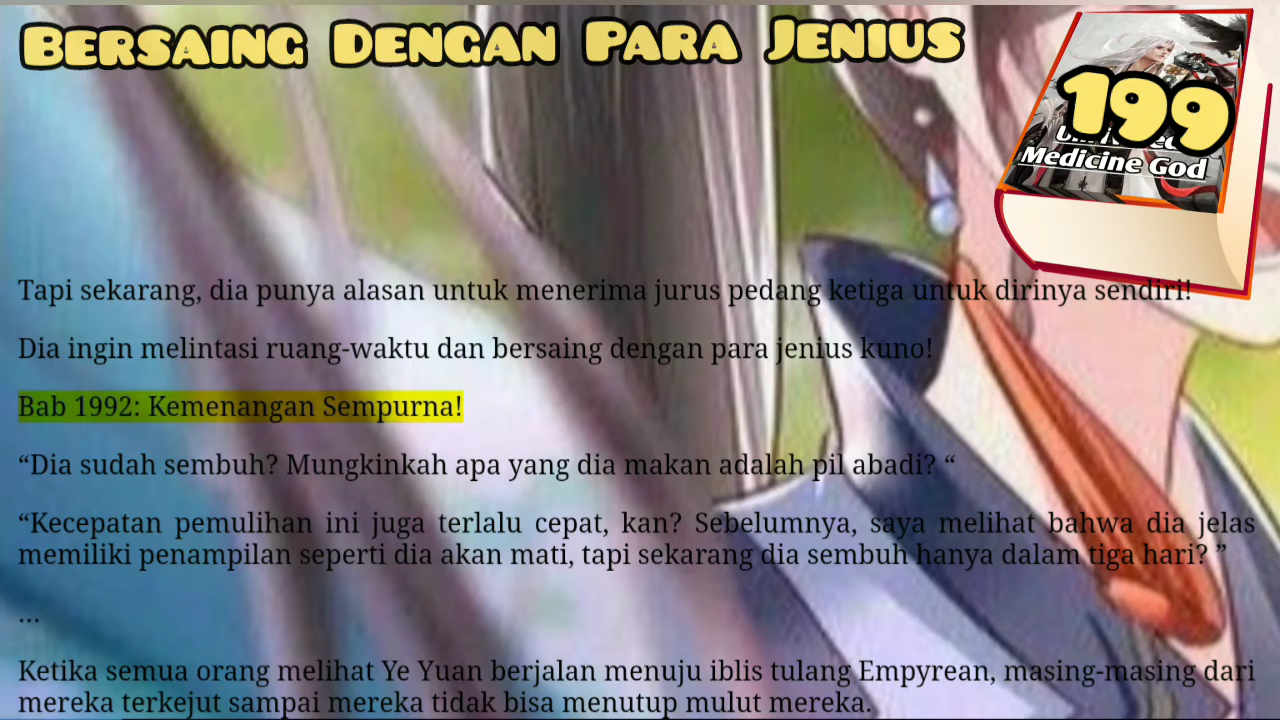 BERSAING DENGAN PARA JENIUS
199
Medicine God
Tapi sekarang, dia punya alasan untuk menerima jurus pedang ketiga untuk dirinya sendiri!
Dia ingin melintasi ruang-waktu dan bersaing dengan para jenius kuno!
Bab 1992: Kemenangan Sempurna!
“Dia sudah sembuh? Mungkinkah apa yang dia makan adalah pil abadi? “
“Kecepatan pemulihan ini juga terlalu cepat, kan? Sebelumnya, saya melihat bahwa dia jelas
memiliki penampilan seperti dia akan mati, tapi sekarang dia sembuh hanya dalam tiga hari? ”
...
Ketika semua orang melihat Ye Yuan berjalan menuju iblis tulang Empyrean, masing-masing dari
mereka terkejut sampai mereka tidak bisa menutup mulut mereka.